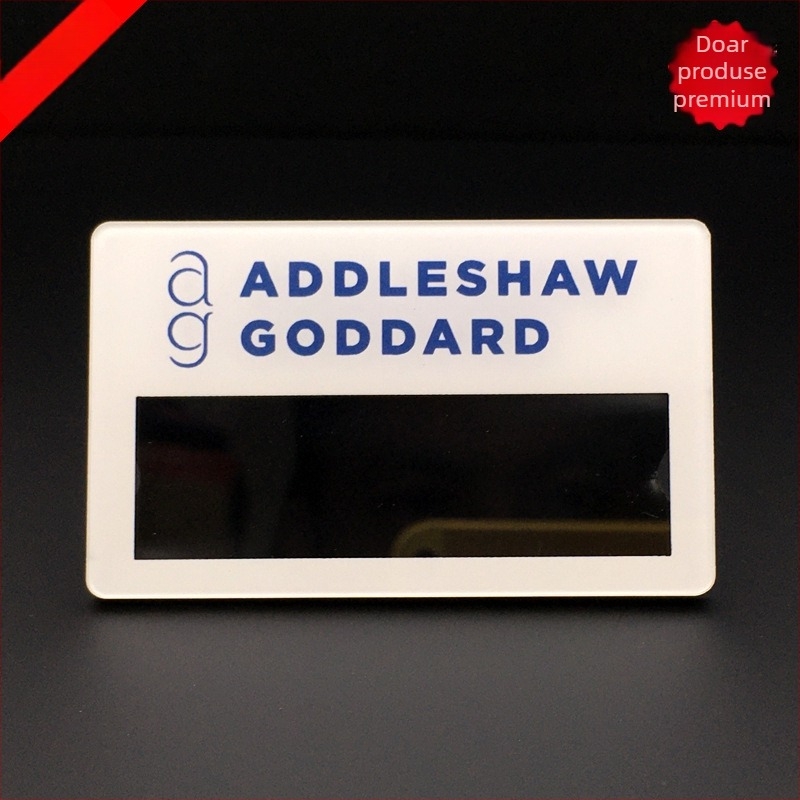 Doar
produse
premium
ag
ADDLESHAW
GODDARD